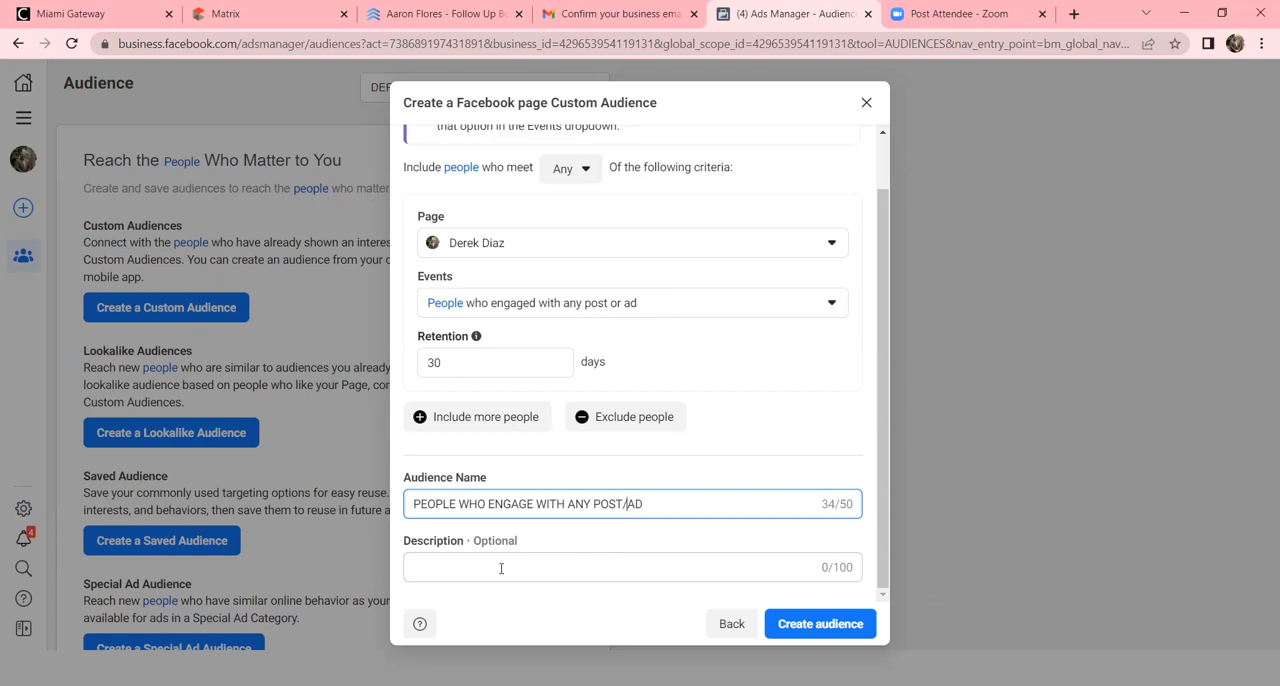 Miami Gateway
Matrix
Aaron Flores - Follow Up B
Confirm your business ema
(4) Ads Manager - Audienc
Post Attendee - Zoom
business.facebook.com/adsmanager/audiences?act=738689197431891&business_id=4296539541191​31&global_scope_id=429653954119131&tool=AUDIENCES&nav_entry_point=bm_global_nav...
Audience
DEF
Create a Facebook page Custom Audience
that option in the Events dropdown.
Reach the People Who Matter to You
Create and save audiences to reach the people who matter
Custom Audiences
Connect with the people who have already shown an interes
Custom Audiences. You can create an audience from your c
mobile app.
Create a Custom Audience
Lookalike Audiences
Reach new people who are similar to audiences you already
lookalike audience based on people who like your Page, con
Custom Audiences.
Create a Lookalike Audience
Saved Audience
Save your commonly used targeting options for easy reuse.
interests, and behaviors, then save them to reuse in future a
Create a Saved Audience
Special Ad Audience
Reach new people who have similar online behavior as your
available for ads in a Special Ad Category.
Create a Special Ad Audience
4
Include people who meet Any Of the following criteria:
Page
Derek Diaz
Events
People who engaged with any post or ad
Retention
30 days
Include more people
Exclude people
Audience Name
PEOPLE WHO ENGAGE WITH ANY POST/AD 34/50
Description · Optional
0/100
Back
Create audience